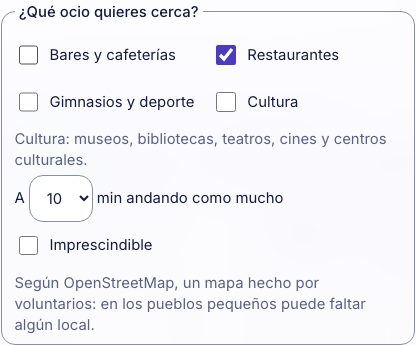 ¿Qué ocio quieres cerca?
Bares y cafeterías Restaurantes
Gimnasios y deporte Cultura
Cultura: museos, bibliotecas, teatros, cines y centros
culturales.
A 10 min andando como mucho
Imprescindible
Según OpenStreetMap, un mapa hecho por
voluntarios: en los pueblos pequeños puede faltar
algún local.